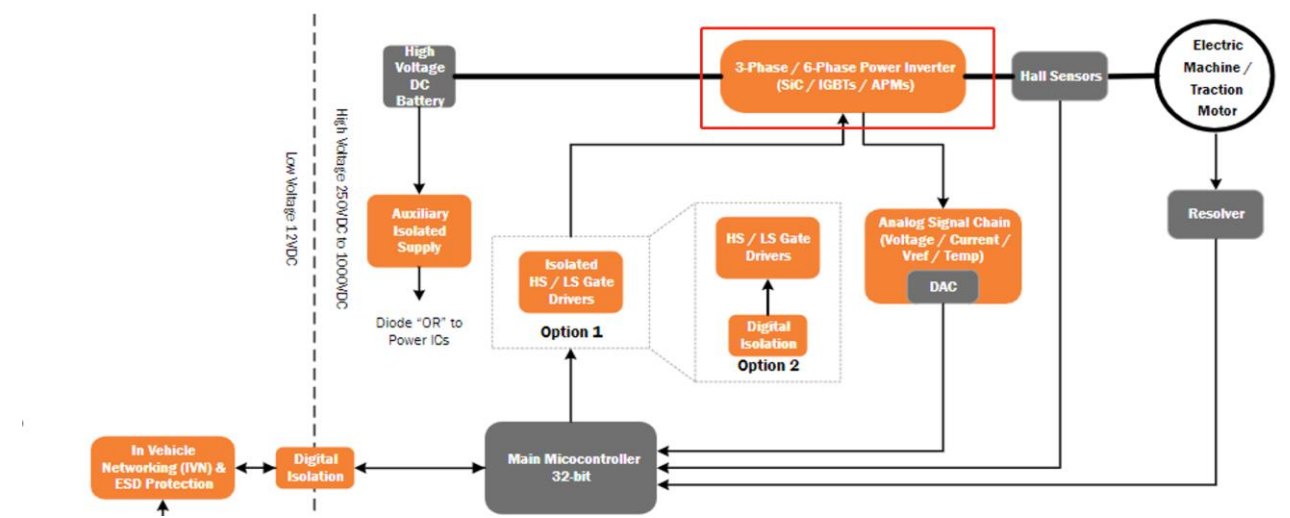 High
Voltage
DC
Battery
3-Phase / 6-Phase Power Inverter
(SiC / IGBTs / APMs)
Hall Sensors
Electric
Machine /
Traction
Motor
Low Voltage 12VDC
High Voltage 250VDC to 1000VDC
Auxiliary
Isolated
Supply
Diode "OR" to
Power ICs
Isolated
HS / LS Gate
Drivers
Option 1
HS / LS Gate
Drivers
Digital
Isolation
Option 2
Analog Signal Chain
(Voltage / Current /
Vref / Temp)
DAC
Resolver
In Vehicle
Networking (IVN) &
ESD Protection
Digital
Isolation
Main Micocontroller
32-bit